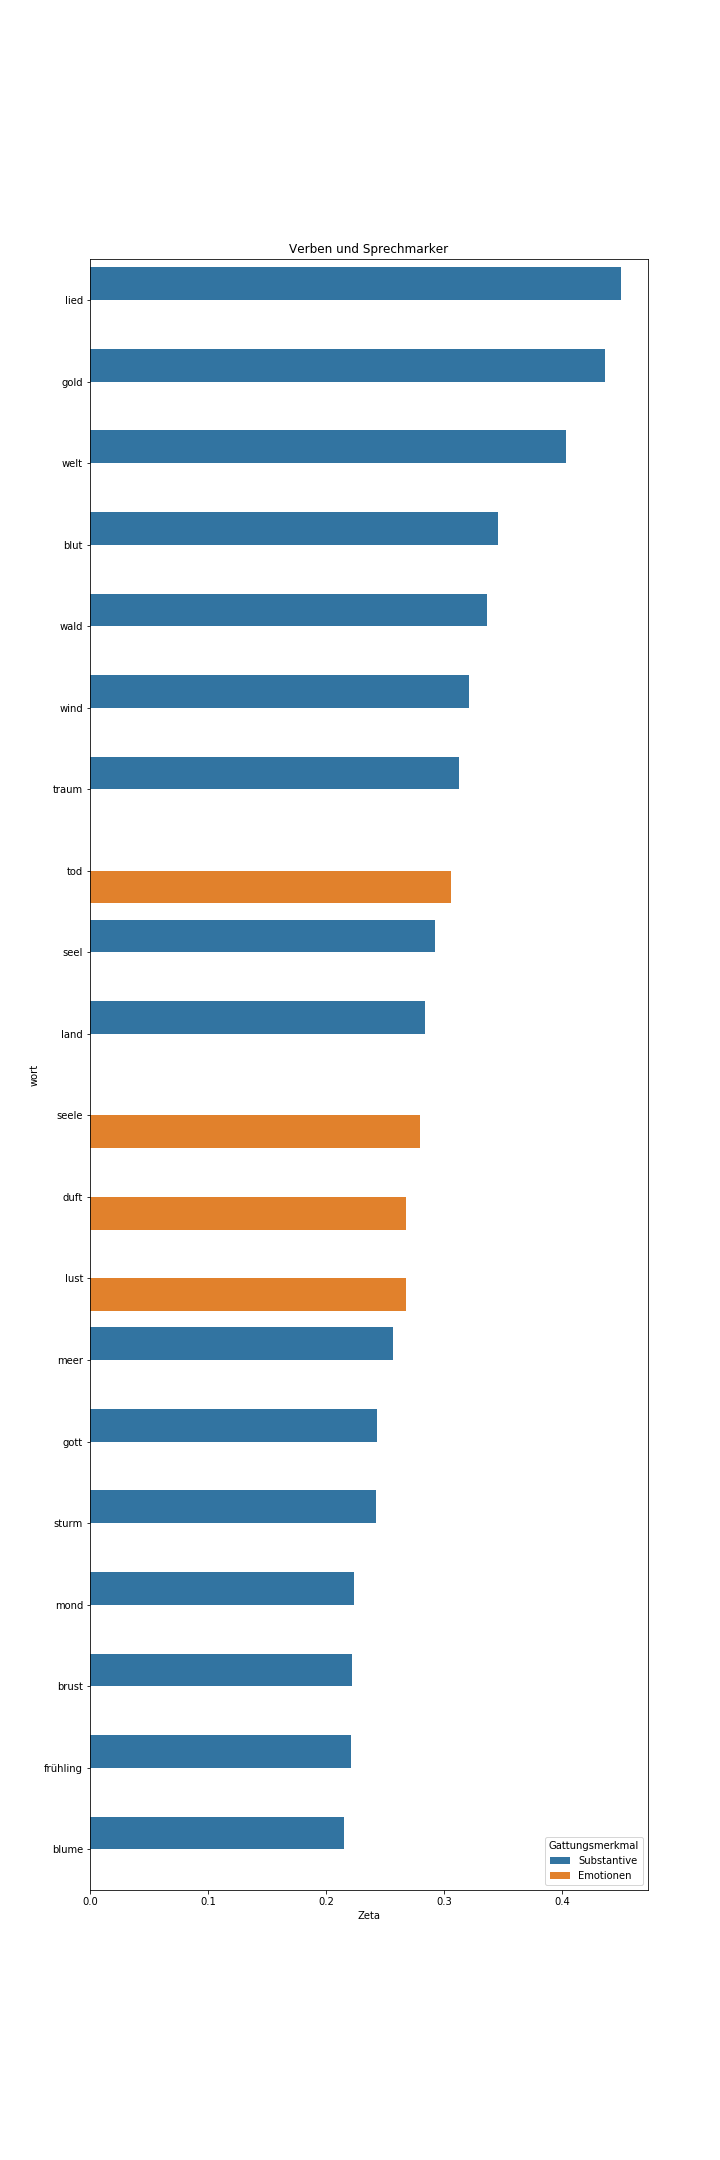 Verben und Sprechmarker
lied
gold
welt
blut
wald
wind
traum
tod
seel
land
wort
seele
duft
lust
meer
gott
sturm
mond
brust
frühling
blume
Gattungsmerkmal
Substantive
Emotionen
0.0 0.1 0.2 0.3 0.4
Zeta